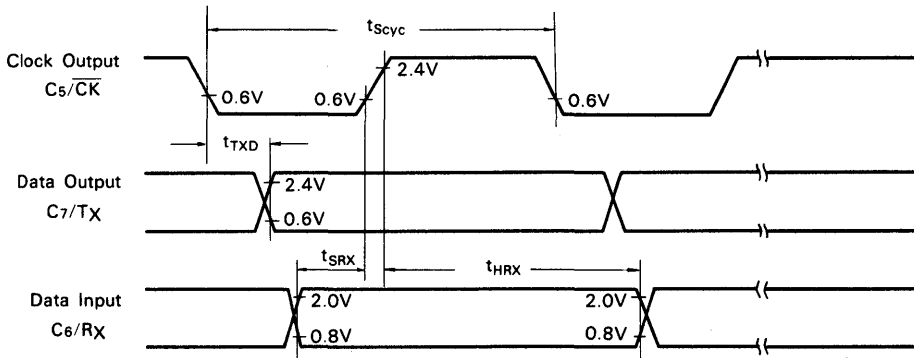 tScyc
Clock Output
C5/CK
2.4V
0.6V
0.6V
0.6V
tTXD
Data Output
C7/TX
2.4V
0.6V
tSRX
tHRX
Data Input
C6/RX
2.0V
2.0V
0.8V
0.8V